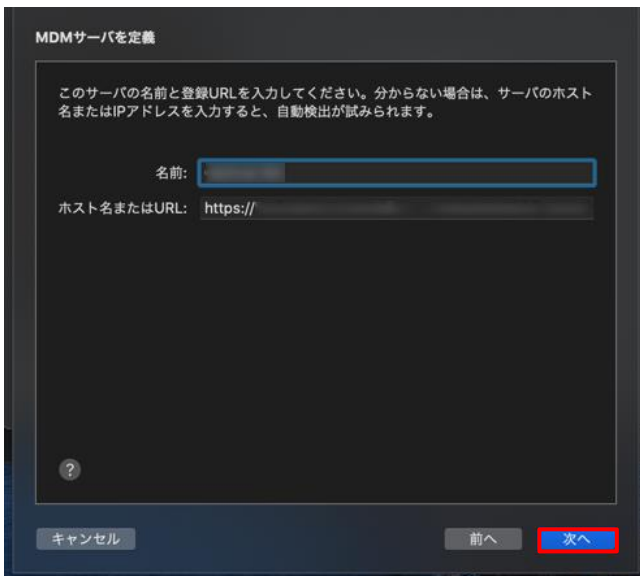 MDMサーバを定義
このサーバの名前と登録URLを入力してください。分からない場合は、サーバのホスト
名またはIPアドレスを入力すると、自動検出が試みられます。
名前:
ホスト名またはURL: https://
?
キャンセル 前へ 次へ